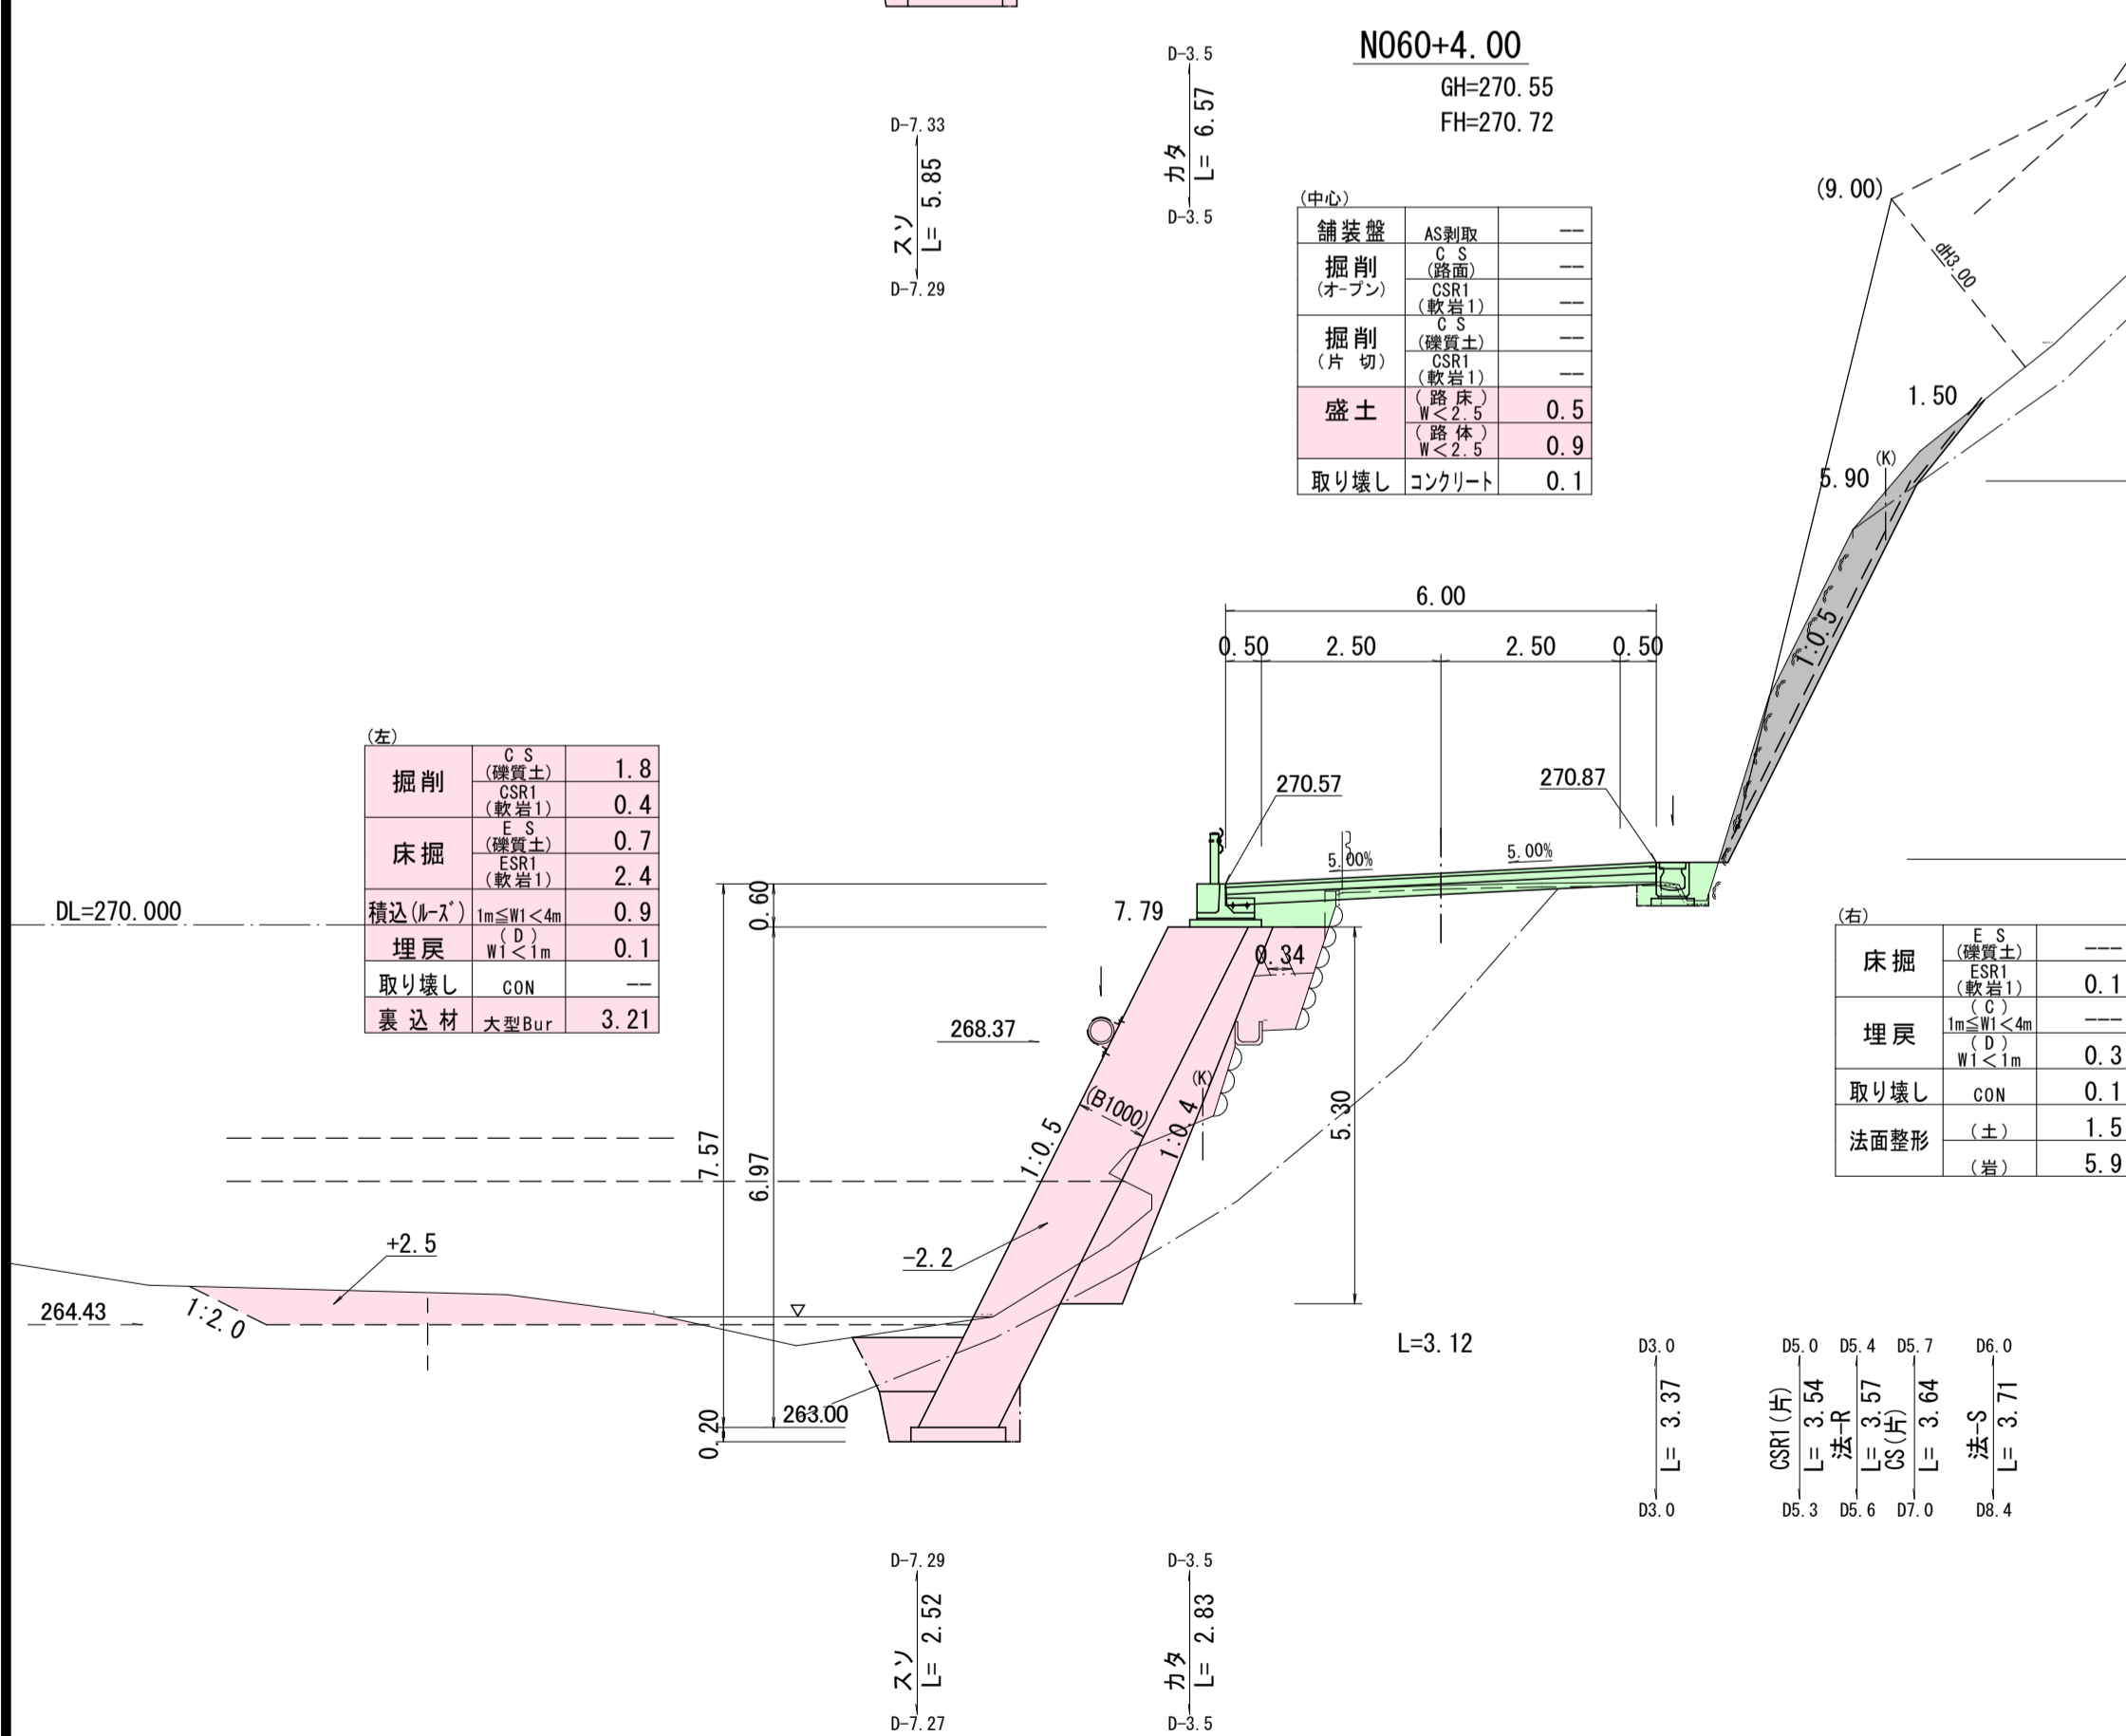 NO60+4.00
GH=270.55
FH=270.72
D-3.5
カタ
L= 6.57
D-3.5
D-7.33
スソ
L= 5.85
D-7.29
(中心)
舗装盤 AS剥取 --
掘削 (オープン) C S (路面) --
CSR1 (軟岩1) --
掘削 (片 切) C S (礫質土) --
CSR1 (軟岩1) --
盛土 (路 床) W<2.5 0.5
(路 体) W<2.5 0.9
取り壊し コンクリート 0.1
(9.00)
dH3.00
1.50
5.90
(K)
1:0.5
6.00
0.50 2.50 2.50 0.50
270.57
270.87
5.00%
5.00%
(左)
掘削 C S (礫質土) 1.8
CSR1 (軟岩1) 0.4
床掘 E S (礫質土) 0.7
ESR1 (軟岩1) 2.4
積込(ルーズ) 1m≦W1<4m 0.9
埋戻 (D) W1<1m 0.1
取り壊し CON --
裏込材 大型Bur 3.21
DL=270.000
0.60
7.79
0.34
268.37
(B1000)
(K)
1:0.5
1:0.4
5.30
7.57
6.97
-2.2
+2.5
1:2.0
264.43
▽
263.00
0.20
(右)
床掘 E S (礫質土) ---
ESR1 (軟岩1) 0.1
埋戻 (C) 1m≦W1<4m ---
(D) W1<1m 0.3
取り壊し CON 0.1
法面整形 (土) 1.5
(岩) 5.9
L=3.12
D3.0
L= 3.37
D3.0
D5.0
CSR1(片)
L= 3.54
D5.3
D5.4
法-R
L= 3.57
D5.6
D5.7
CS(片)
L= 3.64
D7.0
D6.0
法-S
L= 3.71
D8.4
D-7.29
スソ
L= 2.52
D-7.27
D-3.5
カタ
L= 2.83
D-3.5